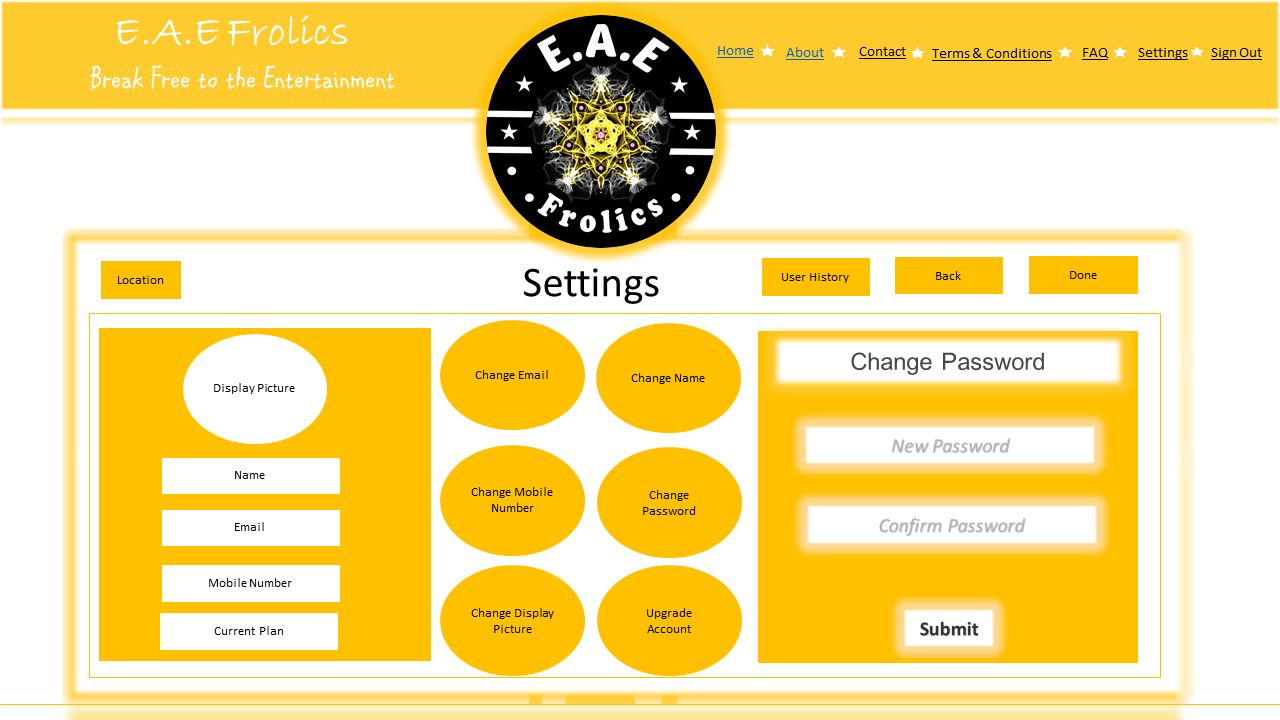 E.A.E Frolics
Break Free to the Entertainment
E.A.E
Frolics
Home
About
Contact
Terms & Conditions
FAQ
Settings
Sign Out
Location
Settings
User History
Back
Done
Display Picture
Name
Email
Mobile Number
Current Plan
Change Email
Change Name
Change Mobile
Number
Change
Password
Change Display
Picture
Upgrade
Account
Change Password
New Password
Confirm Password
Submit